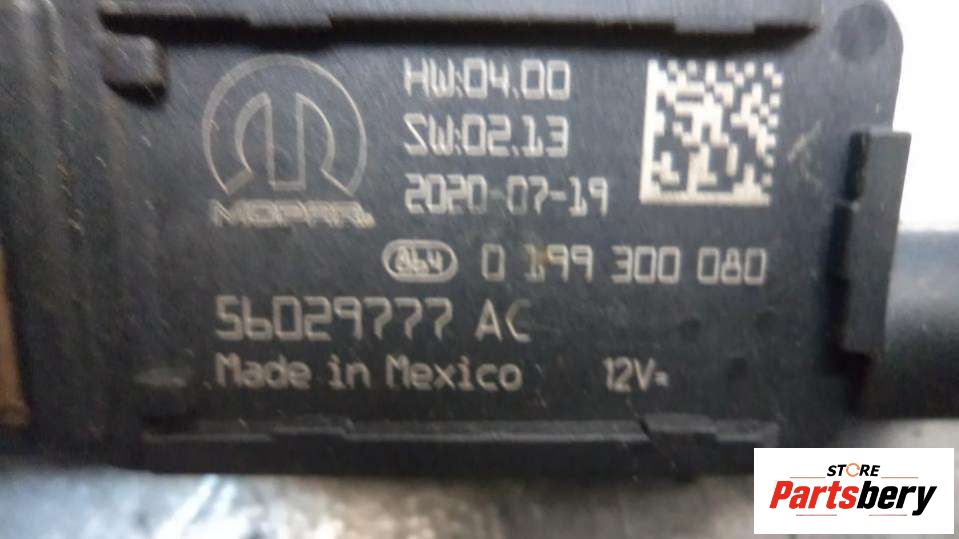 HW:04.00
SW:02.13
2020-07-19
MOPAR
864 0 199 300 080
56029777 AC
Made in Mexico 12V=
STORE
Partsbery